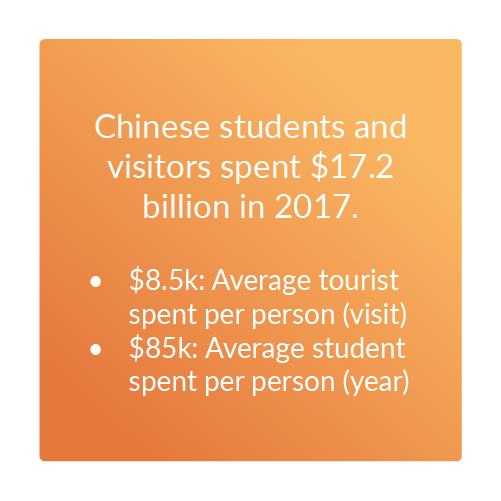 Chinese students and
visitors spent $17.2
billion in 2017.
• $8.5k: Average tourist
spent per person (visit)
• $85k: Average student
spent per person (year)